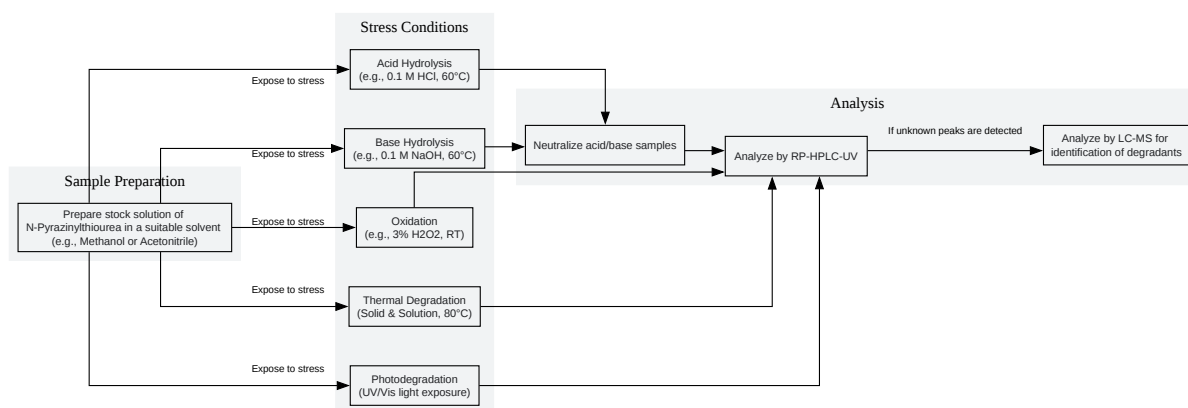 Stress Conditions
Acid Hydrolysis
(e.g., 0.1 M HCl, 60°C)
Expose to stress
Analysis
Base Hydrolysis
(e.g., 0.1 M NaOH, 60°C)
Expose to stress
Neutralize acid/base samples
Analyze by RP-HPLC-UV
If unknown peaks are detected
Analyze by LC-MS for
identification of degradants
Sample Preparation
Prepare stock solution of
N-Pyrazinylthiourea in a suitable solvent
(e.g., Methanol or Acetonitrile)
Expose to stress
Oxidation
(e.g., 3% H2O2, RT)
Expose to stress
Thermal Degradation
(Solid & Solution, 80°C)
Expose to stress
Photodegradation
(UV/Vis light exposure)